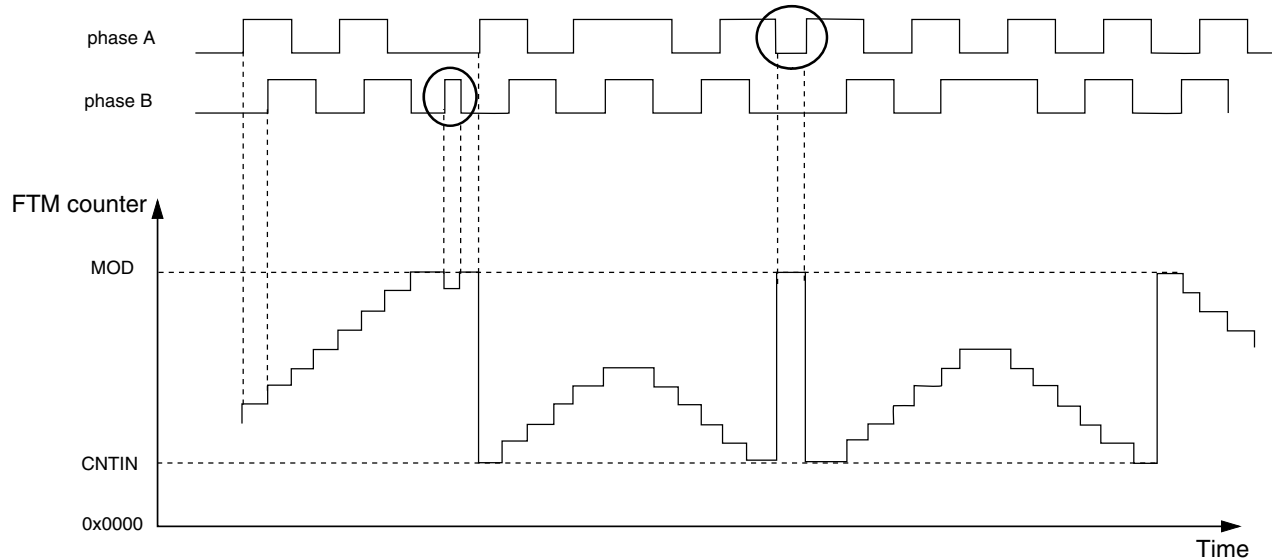 phase A
phase B
FTM counter
MOD
CNTIN
0x0000
Time